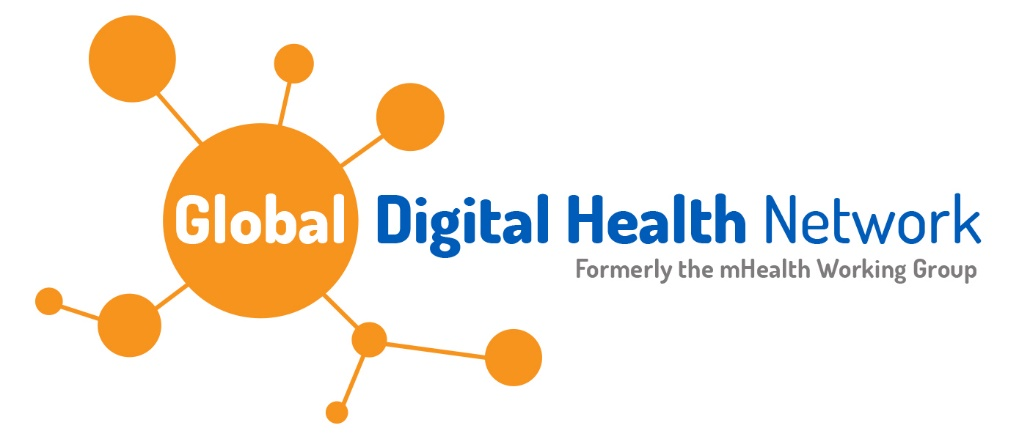 Global Digital Health Network
Formerly the mHealth Working Group